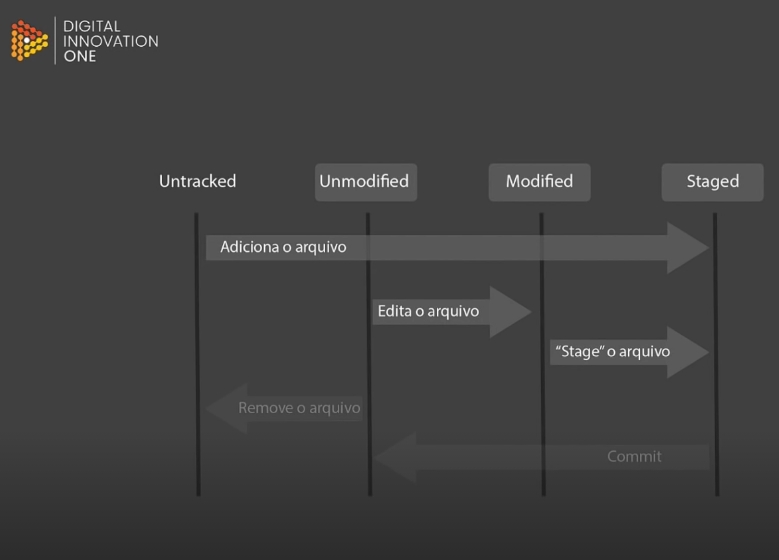 DIGITAL
INNOVATION
ONE
Untracked
Unmodified
Modified
Staged
Adiciona o arquivo
Edita o arquivo
“Stage” o arquivo
Remove o arquivo
Commit